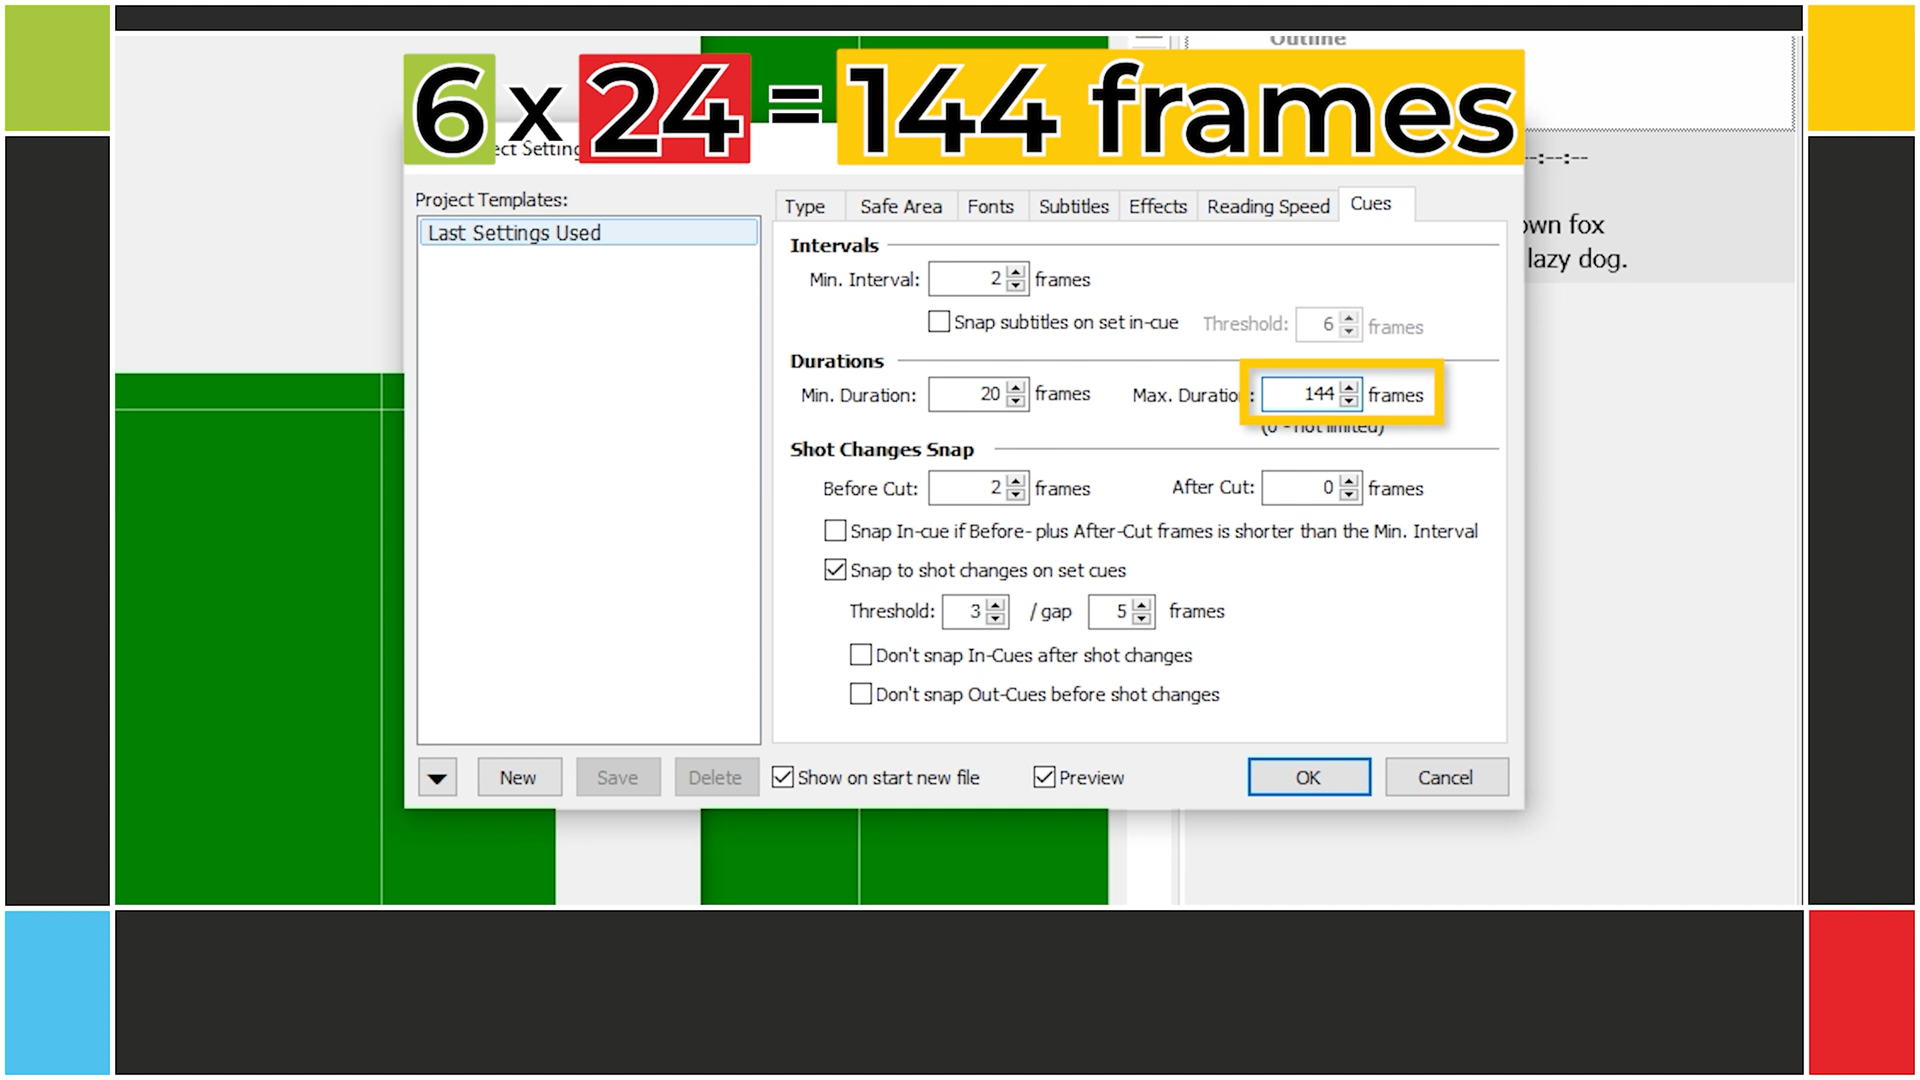 Outline
6 x 24 = 144 frames
ect Setting
--:--:--
Project Templates:
Last Settings Used
Type Safe Area Fonts Subtitles Effects Reading Speed Cues
own fox
lazy dog.
Intervals
Min. Interval: 2 frames
Snap subtitles on set in-cue Threshold: 6 frames
Durations
Min. Duration: 20 frames Max. Duration: 144 frames
(0 - not limited)
Shot Changes Snap
Before Cut: 2 frames After Cut: 0 frames
Snap In-cue if Before- plus After-Cut frames is shorter than the Min. Interval
Snap to shot changes on set cues
Threshold: 3 / gap 5 frames
Don't snap In-Cues after shot changes
Don't snap Out-Cues before shot changes
New Save Delete Show on start new file Preview OK Cancel